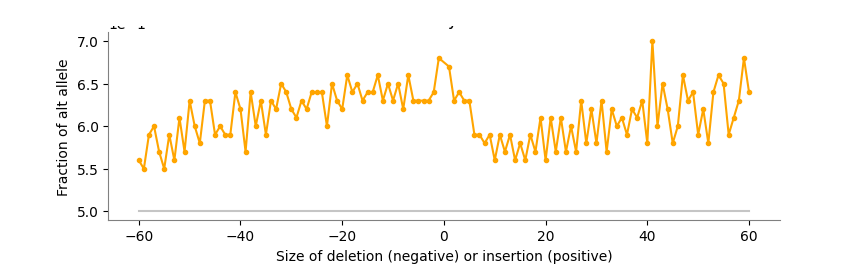 7.0
6.5
6.0
5.5
5.0
Fraction of alt allele
−60 −40 −20 0 20 40 60
Size of deletion (negative) or insertion (positive)